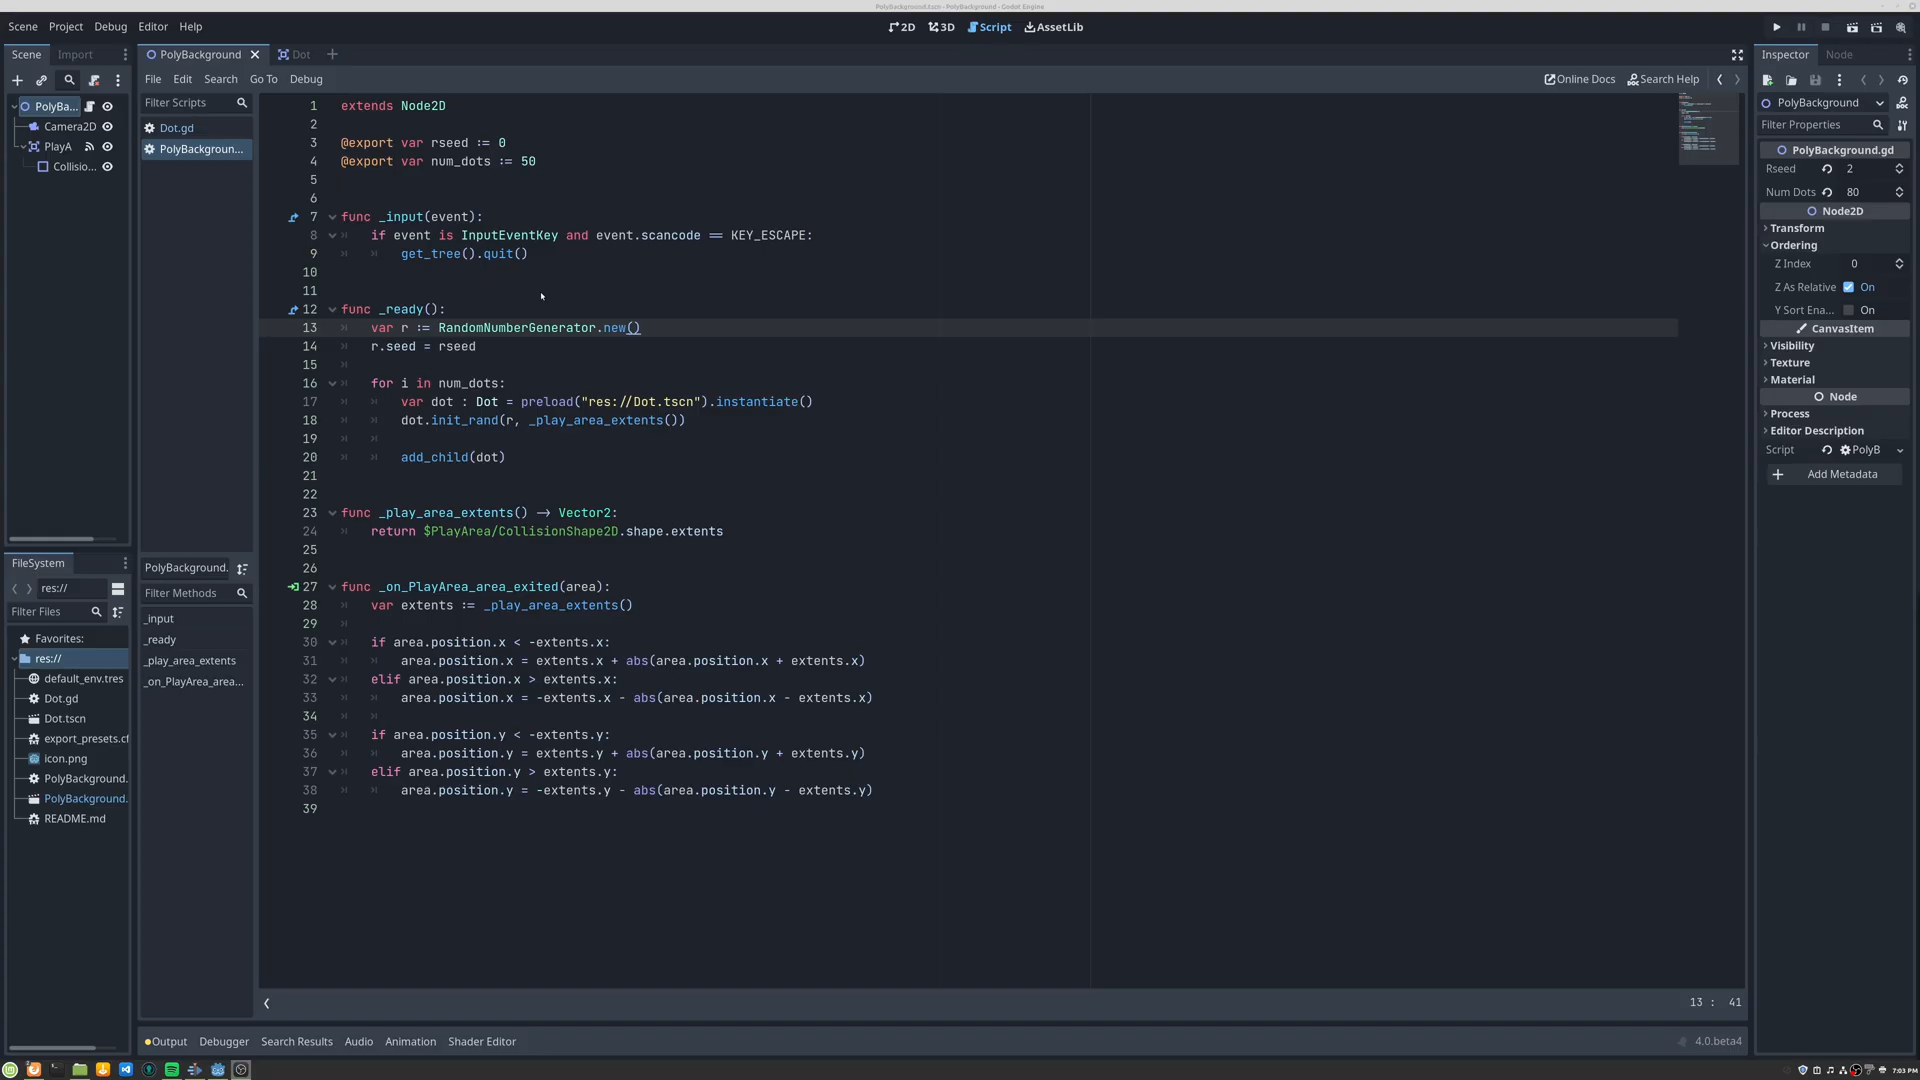 PolyBackground.tscn - PolyBackground - Godot Engine
Scene Project Debug Editor Help
2D 3D Script AssetLib
Scene Import
PolyBackground Dot
Inspector Node
File Edit Search Go To Debug
Online Docs Search Help
Filter Scripts
Dot.gd
PolyBackgroun...
PolyBa...
Camera2D
PlayA
Collisio...
1 extends Node2D
2
3 @export var rseed := 0
4 @export var num_dots := 50
5
6
7 func _input(event):
8 if event is InputEventKey and event.scancode == KEY_ESCAPE:
9 get_tree().quit()
10
11
12 func _ready():
13 var r := RandomNumberGenerator.new()
14 r.seed = rseed
15
16 for i in num_dots:
17 var dot : Dot = preload("res://Dot.tscn").instantiate()
18 dot.init_rand(r, _play_area_extents())
19
20 add_child(dot)
21
22
23 func _play_area_extents() -> Vector2:
24 return $PlayArea/CollisionShape2D.shape.extents
25
26
27 func _on_PlayArea_area_exited(area):
28 var extents := _play_area_extents()
29
30 if area.position.x < -extents.x:
31 area.position.x = extents.x + abs(area.position.x + extents.x)
32 elif area.position.x > extents.x:
33 area.position.x = -extents.x - abs(area.position.x - extents.x)
34
35 if area.position.y < -extents.y:
36 area.position.y = extents.y + abs(area.position.y + extents.y)
37 elif area.position.y > extents.y:
38 area.position.y = -extents.y - abs(area.position.y - extents.y)
39
PolyBackground
Filter Properties
PolyBackground.gd
Rseed 2
Num Dots 80
Node2D
Transform
Ordering
Z Index 0
Z As Relative On
Y Sort Ena... On
CanvasItem
Visibility
Texture
Material
Node
Process
Editor Description
Script PolyB
Add Metadata
FileSystem
res://
Filter Files
Favorites:
res://
default_env.tres
Dot.gd
Dot.tscn
export_presets.cf
icon.png
PolyBackground.
PolyBackground.
README.md
PolyBackground.
Filter Methods
_input
_ready
_play_area_extents
_on_PlayArea_area...
13 : 41
Output Debugger Search Results Audio Animation Shader Editor
4.0.beta4
7:03 PM